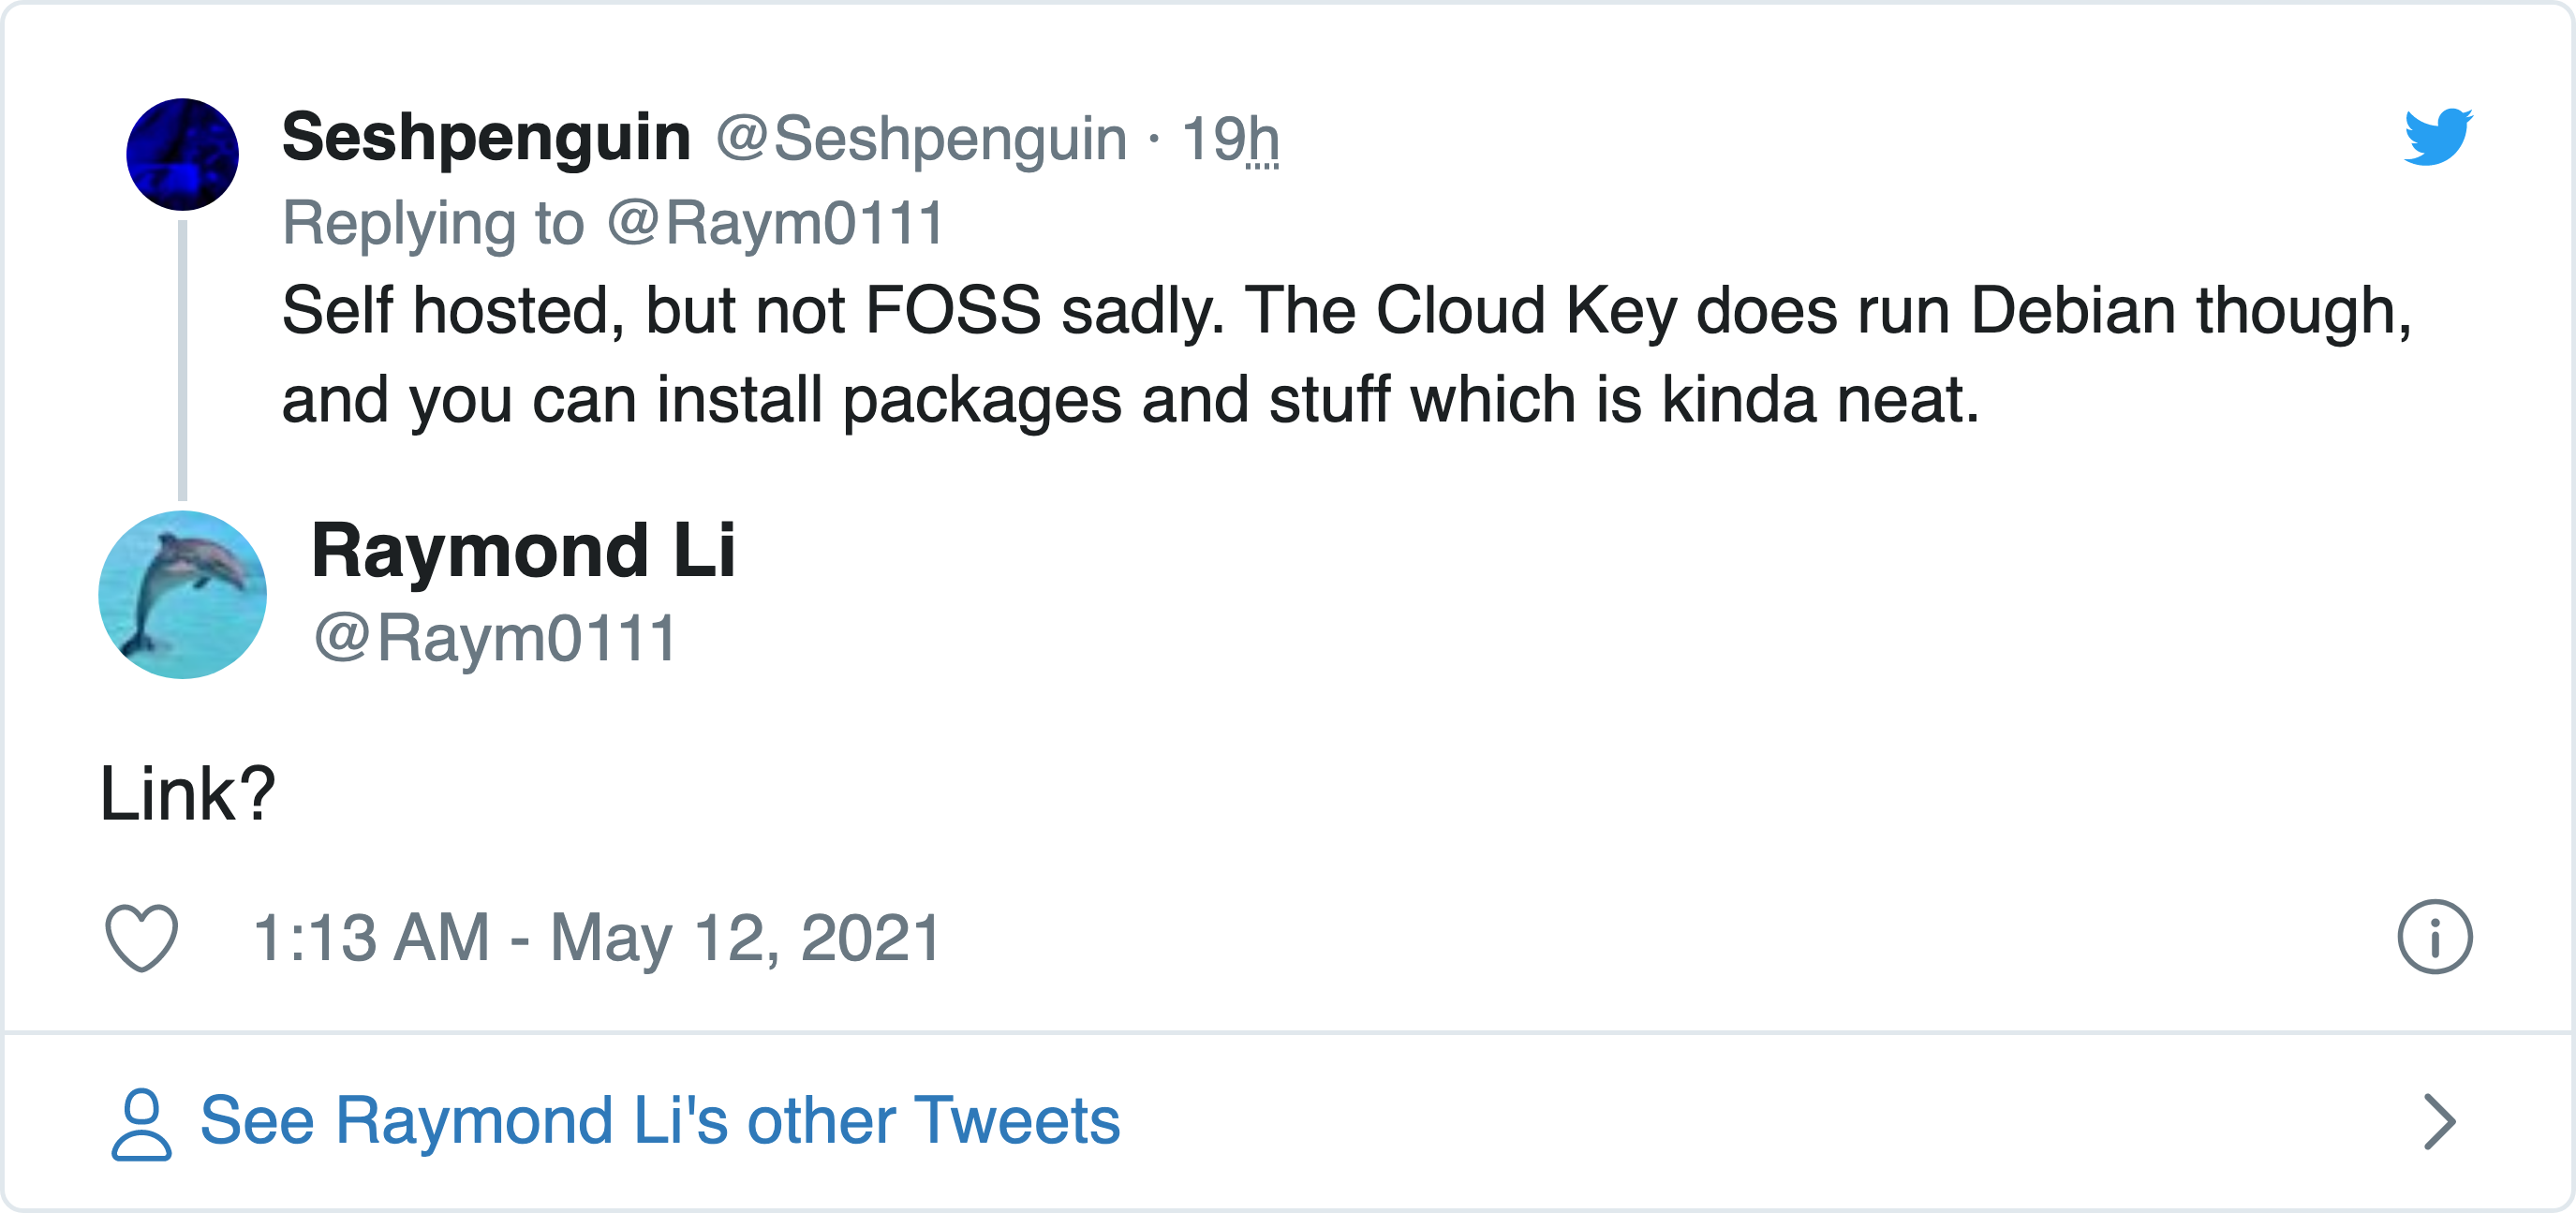 Seshpenguin @Seshpenguin · 19h
Replying to @Raym0111
Self hosted, but not FOSS sadly. The Cloud Key does run Debian though,
and you can install packages and stuff which is kinda neat.
Raymond Li
@Raym0111
Link?
1:13 AM - May 12, 2021
See Raymond Li's other Tweets